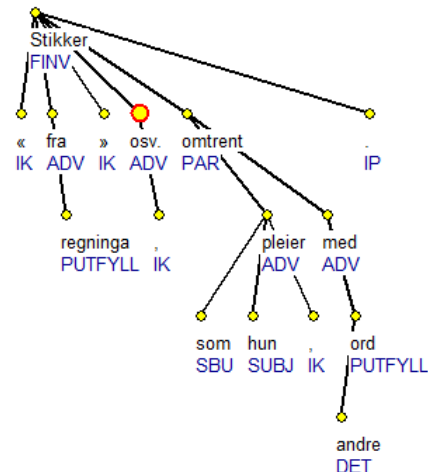 Stikker
FINV
« fra » osv. omtrent .
IK ADV IK ADV PAR IP
regninga , pleier med
PUTFYLL IK ADV ADV
som hun , ord
SBU SUBJ IK PUTFYLL
andre
DET